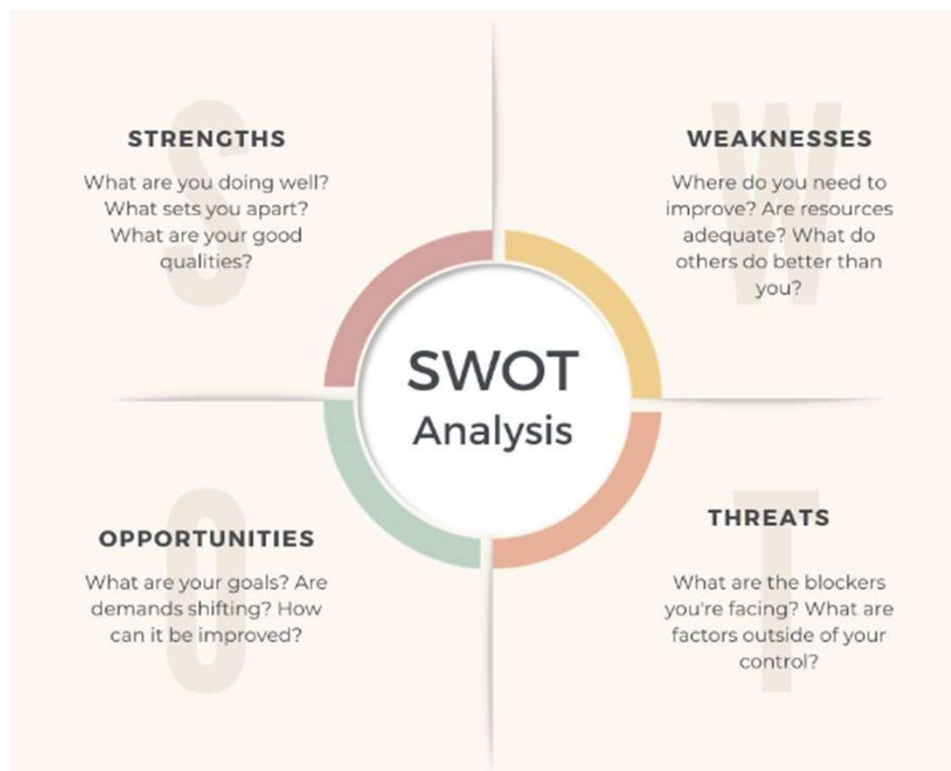 S
STRENGTHS
What are you doing well?
What sets you apart?
What are your good
qualities?
W
WEAKNESSES
Where do you need to
improve? Are resources
adequate? What do
others do better than
you?
SWOT
Analysis
O
OPPORTUNITIES
What are your goals? Are
demands shifting? How
can it be improved?
T
THREATS
What are the blockers
you're facing? What are
factors outside of your
control?